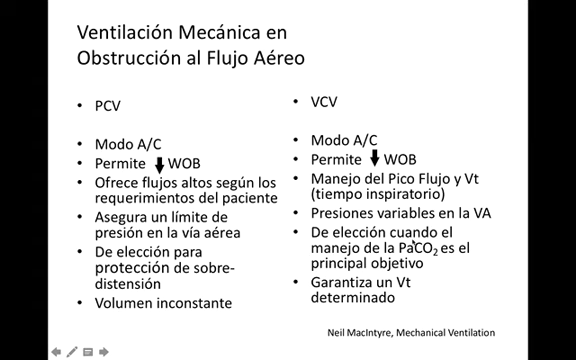 Ventilación Mecánica en
Obstrucción al Flujo Aéreo
• PCV
• Modo A/C
• Permite WOB
• Ofrece flujos altos según los
requerimientos del paciente
• Asegura un límite de
presión en la vía aérea
• De elección para
protección de sobre-
distensión
• Volumen inconstante
• VCV
• Modo A/C
• Permite WOB
• Manejo del Pico Flujo y Vt
(tiempo inspiratorio)
• Presiones variables en la VA
• De elección cuando el
manejo de la PaCO₂ es el
principal objetivo
• Garantiza un Vt
determinado
Neil MacIntyre, Mechanical Ventilation